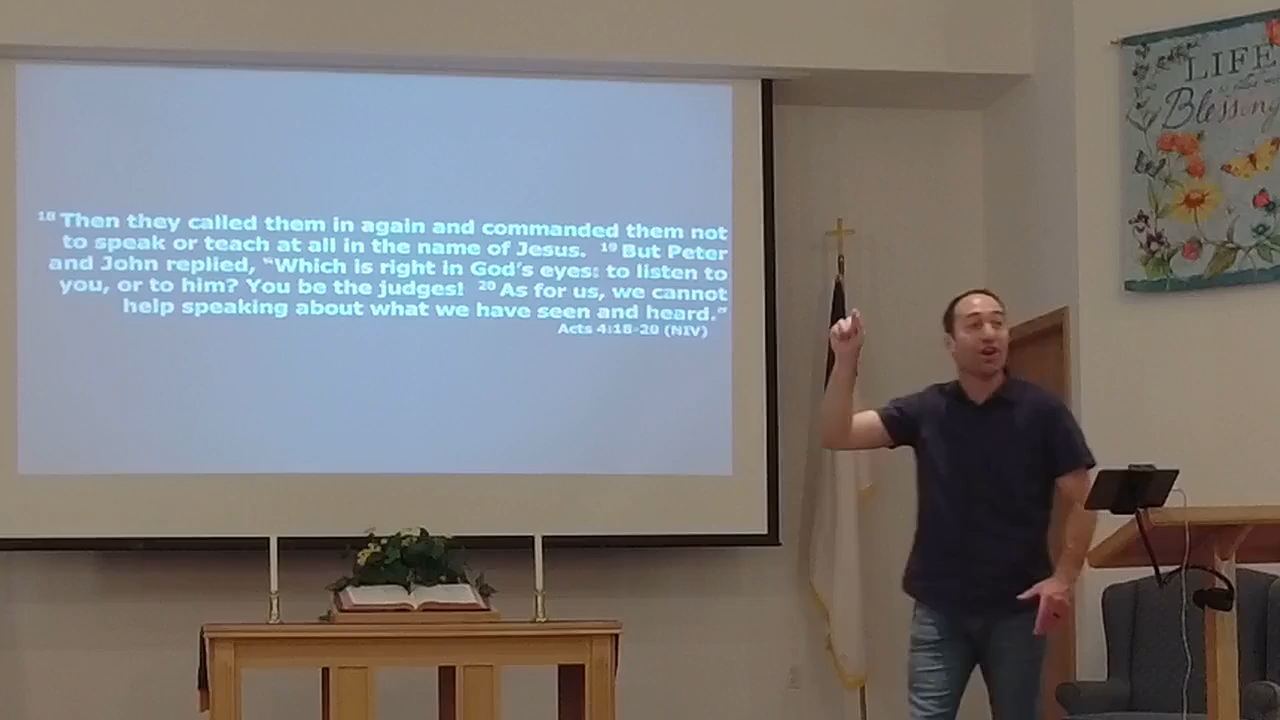 18 Then they called them in again and commanded them not
to speak or teach at all in the name of Jesus. 19 But Peter
and John replied, “Which is right in God’s eyes: to listen to
you, or to him? You be the judges! 20 As for us, we cannot
help speaking about what we have seen and heard.”
Acts 4:18-20 (NIV)
LIFE
Blessing